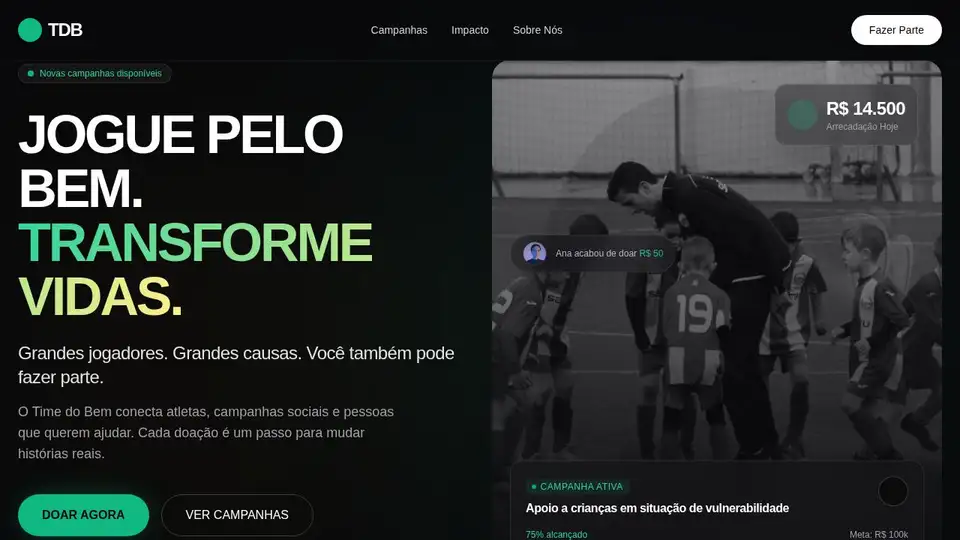 TDB
Campanhas
Impacto
Sobre Nós
Fazer Parte
Novas campanhas disponíveis
JOGUE PELO
BEM.
TRANSFORME
VIDAS.
Grandes jogadores. Grandes causas. Você também pode
fazer parte.
O Time do Bem conecta atletas, campanhas sociais e pessoas
que querem ajudar. Cada doação é um passo para mudar
histórias reais.
DOAR AGORA
VER CAMPANHAS
R$ 14.500
Arrecadação Hoje
Ana acabou de doar R$ 50
19
CAMPANHA ATIVA
Apoio a crianças em situação de vulnerabilidade
75% alcançado
Meta: R$ 100k